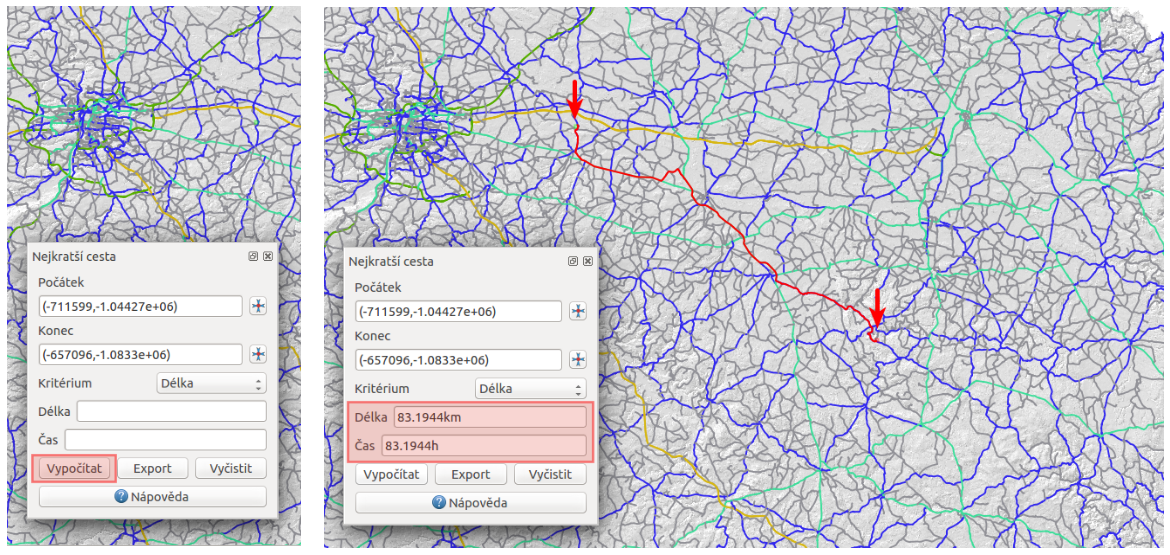 Nejkratší cesta
Počátek
(-711599,-1.04427e+06)
Konec
(-657096,-1.0833e+06)
Kritérium Délka
Délka
Čas
Vypočítat Export Vyčistit
Nápověda
Nejkratší cesta
Počátek
(-711599,-1.04427e+06)
Konec
(-657096,-1.0833e+06)
Kritérium Délka
Délka 83.1944km
Čas 83.1944h
Vypočítat Export Vyčistit
Nápověda